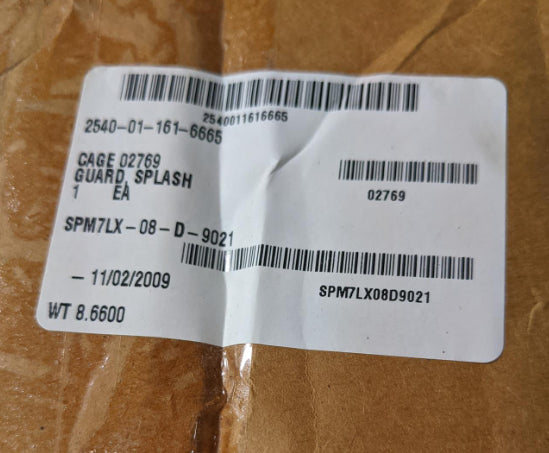 2540011616665
2540-01-161-6665
CAGE 02769
GUARD, SPLASH
1 EA
02769
SPM7LX-08-D-9021
- 11/02/2009
SPM7LX08D9021
WT 8.6600